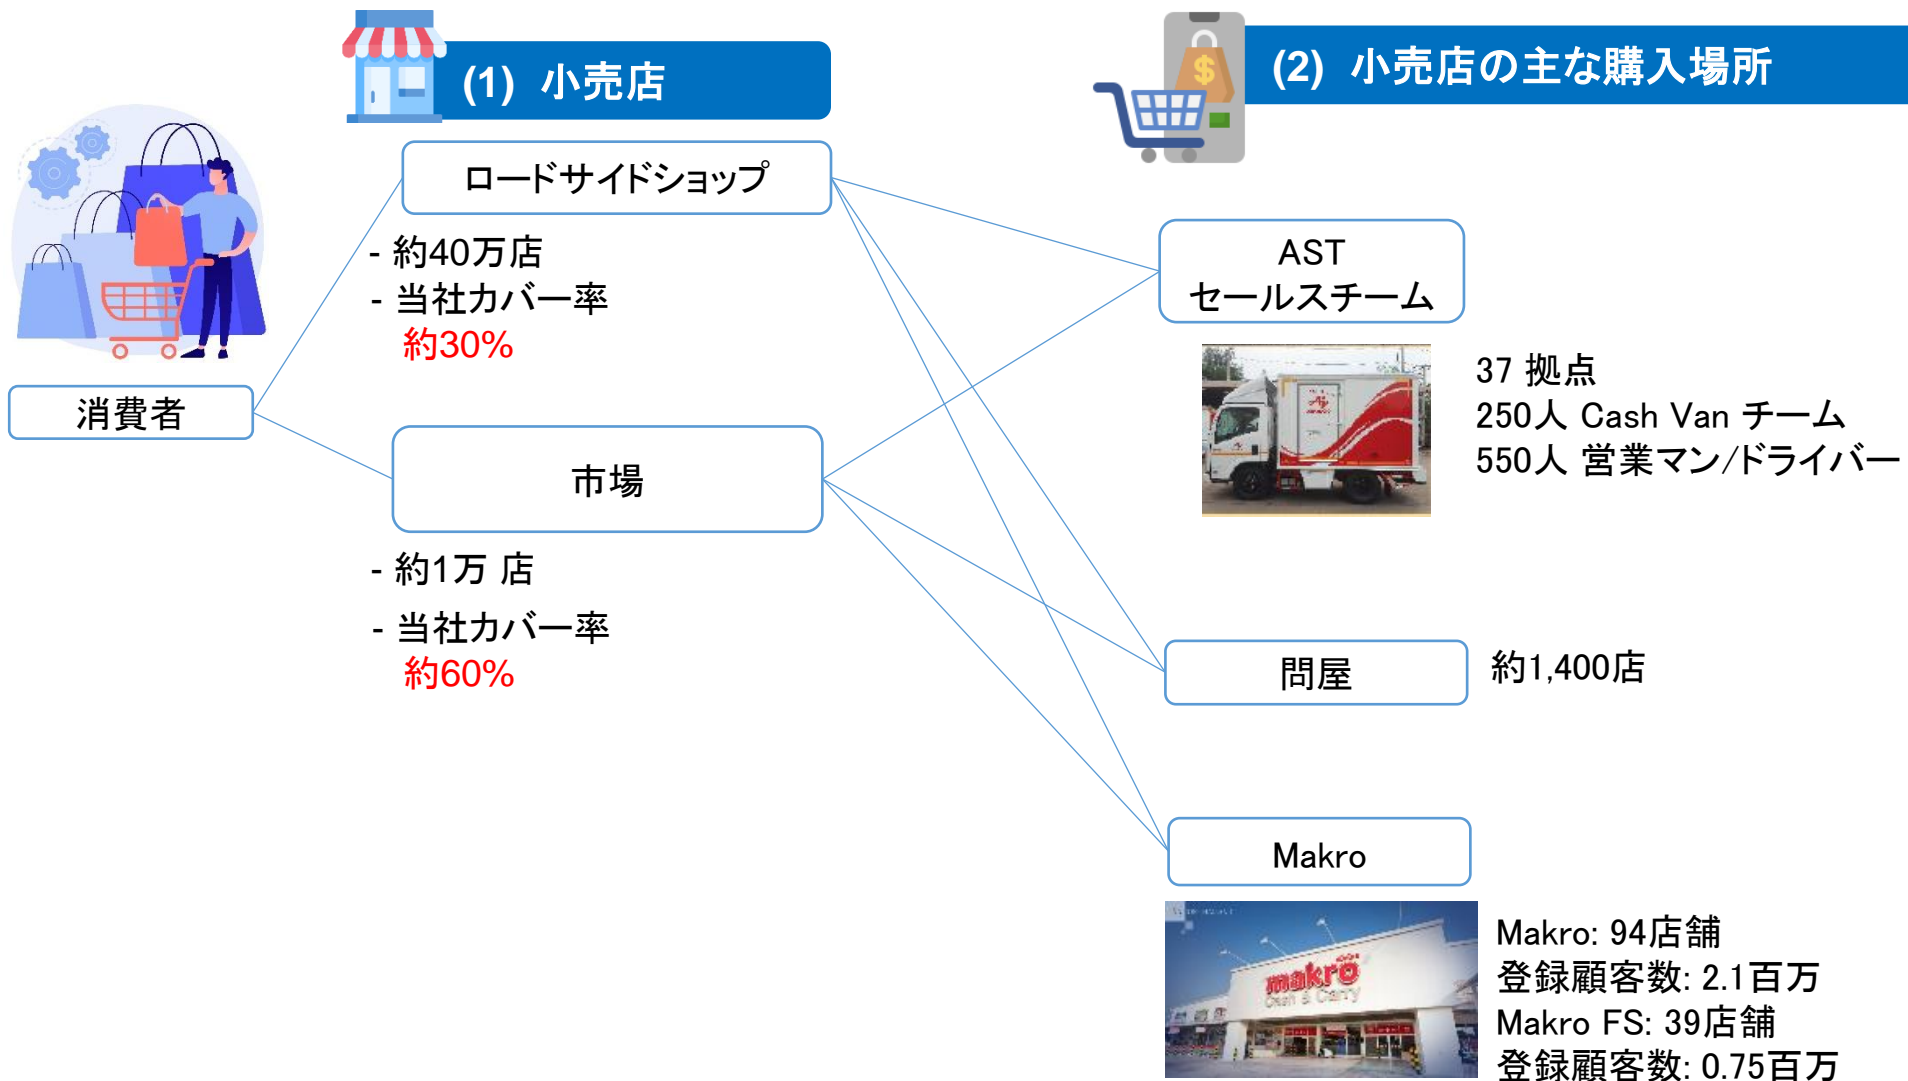 (1) 小売店
(2) 小売店の主な購入場所
消費者
ロードサイドショップ
- 約40万店
- 当社カバー率
約30%
市場
- 約1万 店
- 当社カバー率
約60%
AST
セールスチーム
37 拠点
250人 Cash Van チーム
550人 営業マン/ドライバー
問屋
約1,400店
Makro
makro
Cash & Carry
Makro: 94店舗
登録顧客数: 2.1百万
Makro FS: 39店舗
登録顧客数: 0.75百万